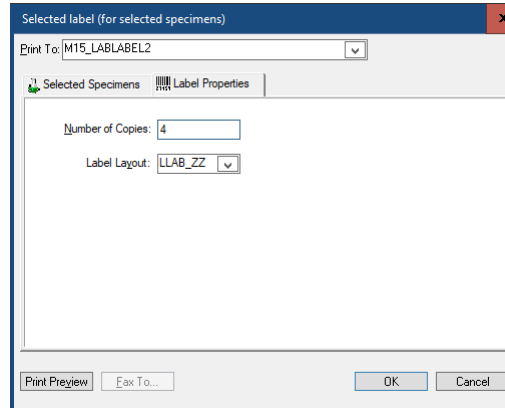 Selected label (for selected specimens)
Print To: M15_LABLABEL2
Selected Specimens Label Properties
Number of Copies: 4
Label Layout: LLAB_ZZ
Print Preview Fax To... OK Cancel